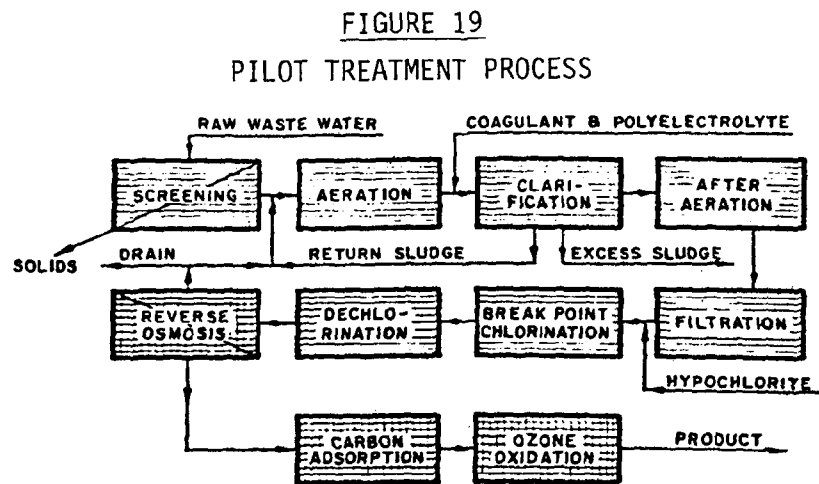 FIGURE 19
PILOT TREATMENT PROCESS
RAW WASTE WATER
COAGULANT & POLYELECTROLYTE
SCREENING
AERATION
CLARI-
FICATION
AFTER
AERATION
SOLIDS
DRAIN
RETURN SLUDGE
EXCESS SLUDGE
REVERSE
OSMOSIS
DECHLO-
RINATION
BREAK POINT
CHLORINATION
FILTRATION
HYPOCHLORITE
CARBON
ADSORPTION
OZONE
OXIDATION
PRODUCT